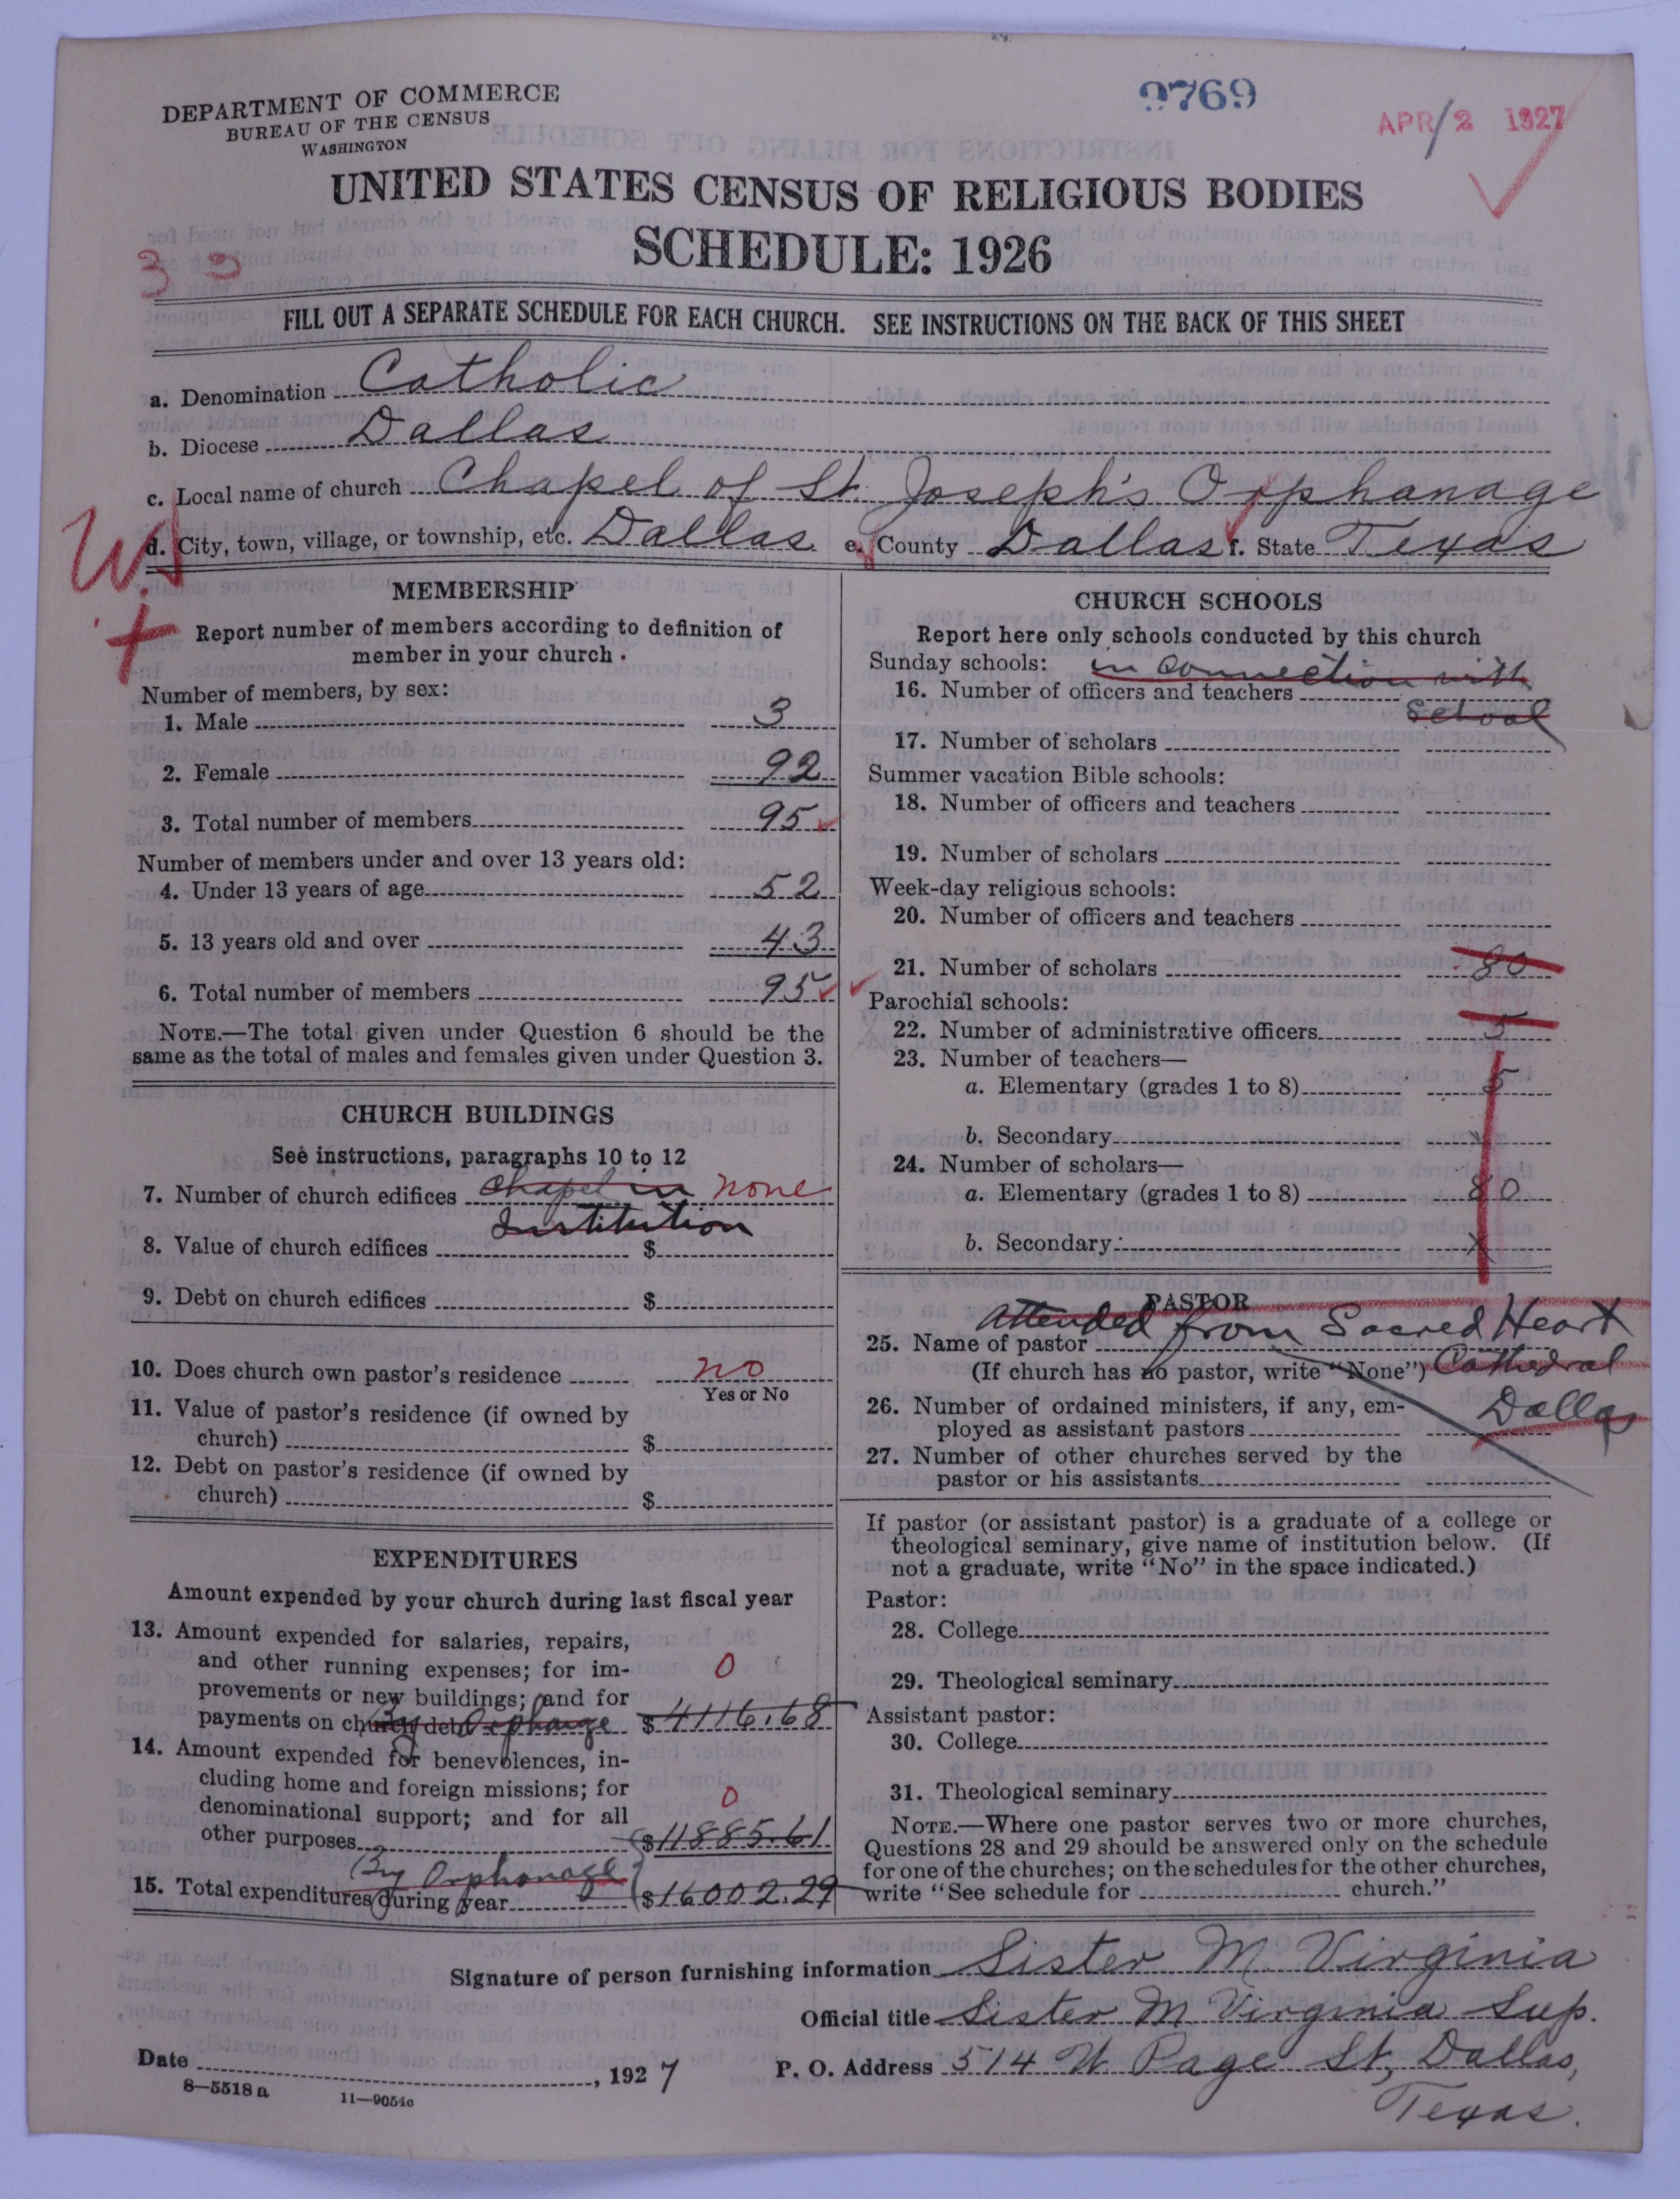 DEPARTMENT OF COMMERCE
BUREAU OF THE CENSUS
WASHINGTON
9769
APR 2 1927
UNITED STATES CENSUS OF RELIGIOUS BODIES
SCHEDULE: 1926
FILL OUT A SEPARATE SCHEDULE FOR EACH CHURCH. SEE INSTRUCTIONS ON THE BACK OF THIS SHEET
a. Denomination Catholic
b. Diocese Dallas
c. Local name of church Chapel of St. Joseph's Orphanage
d. City, town, village, or township, etc. Dallas e. County Dallas f. State Texas
MEMBERSHIP
Report number of members according to definition of
member in your church.
Number of members, by sex:
1. Male 3
2. Female 92
3. Total number of members 95
Number of members under and over 13 years old:
4. Under 13 years of age 52
5. 13 years old and over 43
6. Total number of members 95
NOTE.—The total given under Question 6 should be the
same as the total of males and females given under Question 3.
CHURCH BUILDINGS
See instructions, paragraphs 10 to 12
7. Number of church edifices Chapel in none
Institution
8. Value of church edifices $
9. Debt on church edifices $
10. Does church own pastor's residence no
Yes or No
11. Value of pastor's residence (if owned by
church) $
12. Debt on pastor's residence (if owned by
church) $
EXPENDITURES
Amount expended by your church during last fiscal year
13. Amount expended for salaries, repairs,
and other running expenses; for im-
provements or new buildings; and for 0
payments on church debt By Orphange $ 4116.68
14. Amount expended for benevolences, in-
cluding home and foreign missions; for
denominational support; and for all 0
other purposes $ 11885.61
By Orphanage
15. Total expenditures during year $ 16002.29
CHURCH SCHOOLS
Report here only schools conducted by this church
Sunday schools: in connection with
16. Number of officers and teachers
School
17. Number of scholars
Summer vacation Bible schools:
18. Number of officers and teachers
19. Number of scholars
Week-day religious schools:
20. Number of officers and teachers
21. Number of scholars 80
Parochial schools:
22. Number of administrative officers 5
23. Number of teachers—
a. Elementary (grades 1 to 8) 5
b. Secondary x
24. Number of scholars—
a. Elementary (grades 1 to 8) 80
b. Secondary x
PASTOR
Attended from Sacred Heart
25. Name of pastor
(If church has no pastor, write "None") Cathedral
Dallas
26. Number of ordained ministers, if any, em-
ployed as assistant pastors
27. Number of other churches served by the
pastor or his assistants
If pastor (or assistant pastor) is a graduate of a college or
theological seminary, give name of institution below. (If
not a graduate, write "No" in the space indicated.)
Pastor:
28. College
29. Theological seminary
Assistant pastor:
30. College
31. Theological seminary
NOTE.—Where one pastor serves two or more churches,
Questions 28 and 29 should be answered only on the schedule
for one of the churches; on the schedules for the other churches,
write "See schedule for church."
Signature of person furnishing information Sister M Virginia
Official title Sister M Virginia Sup.
Date , 1927 P. O. Address 514 W Page St, Dallas,
Texas.
8—5518a 11—9054c